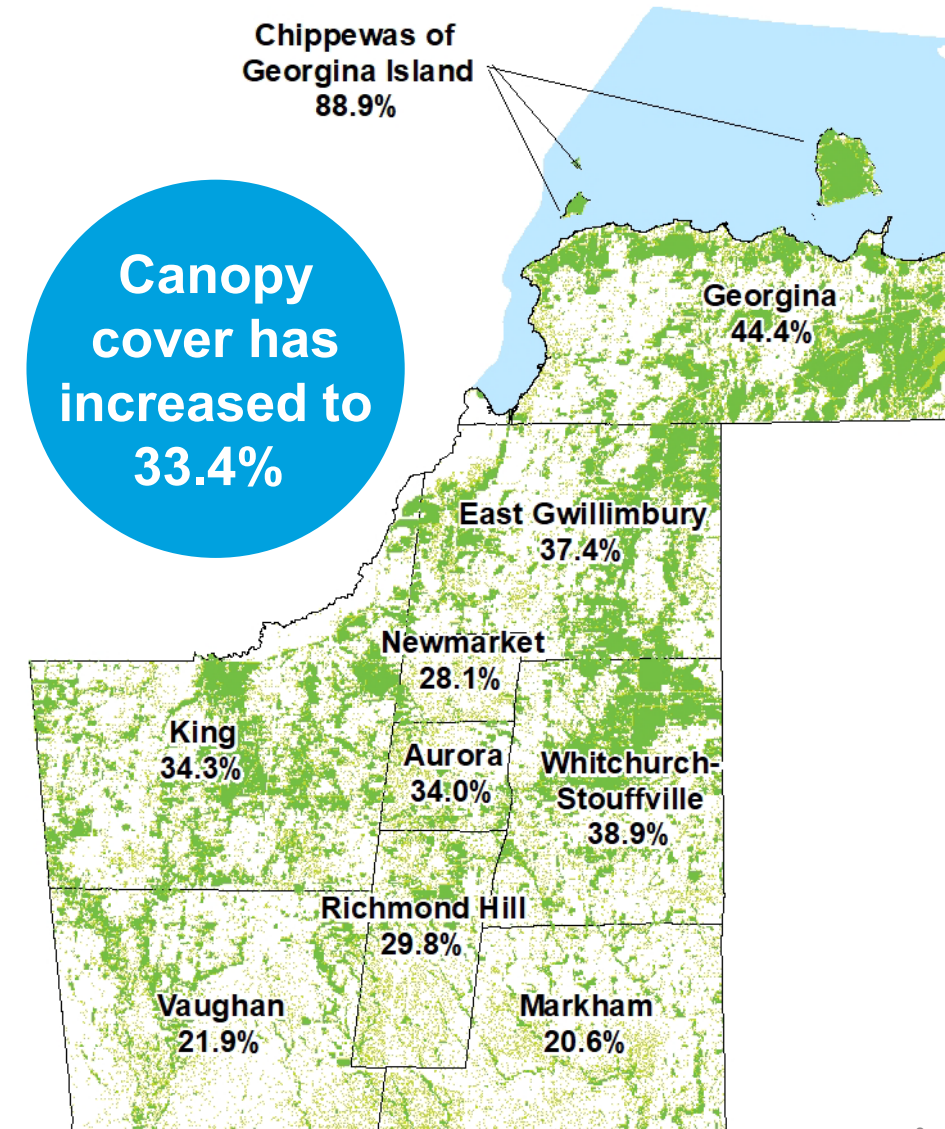 Chippewas of
Georgina Island
88.9%
Canopy
cover has
increased to
33.4%
Georgina
44.4%
East Gwillimbury
37.4%
Newmarket
28.1%
King
34.3%
Aurora
34.0%
Whitchurch-
Stouffville
38.9%
Richmond Hill
29.8%
Vaughan
21.9%
Markham
20.6%